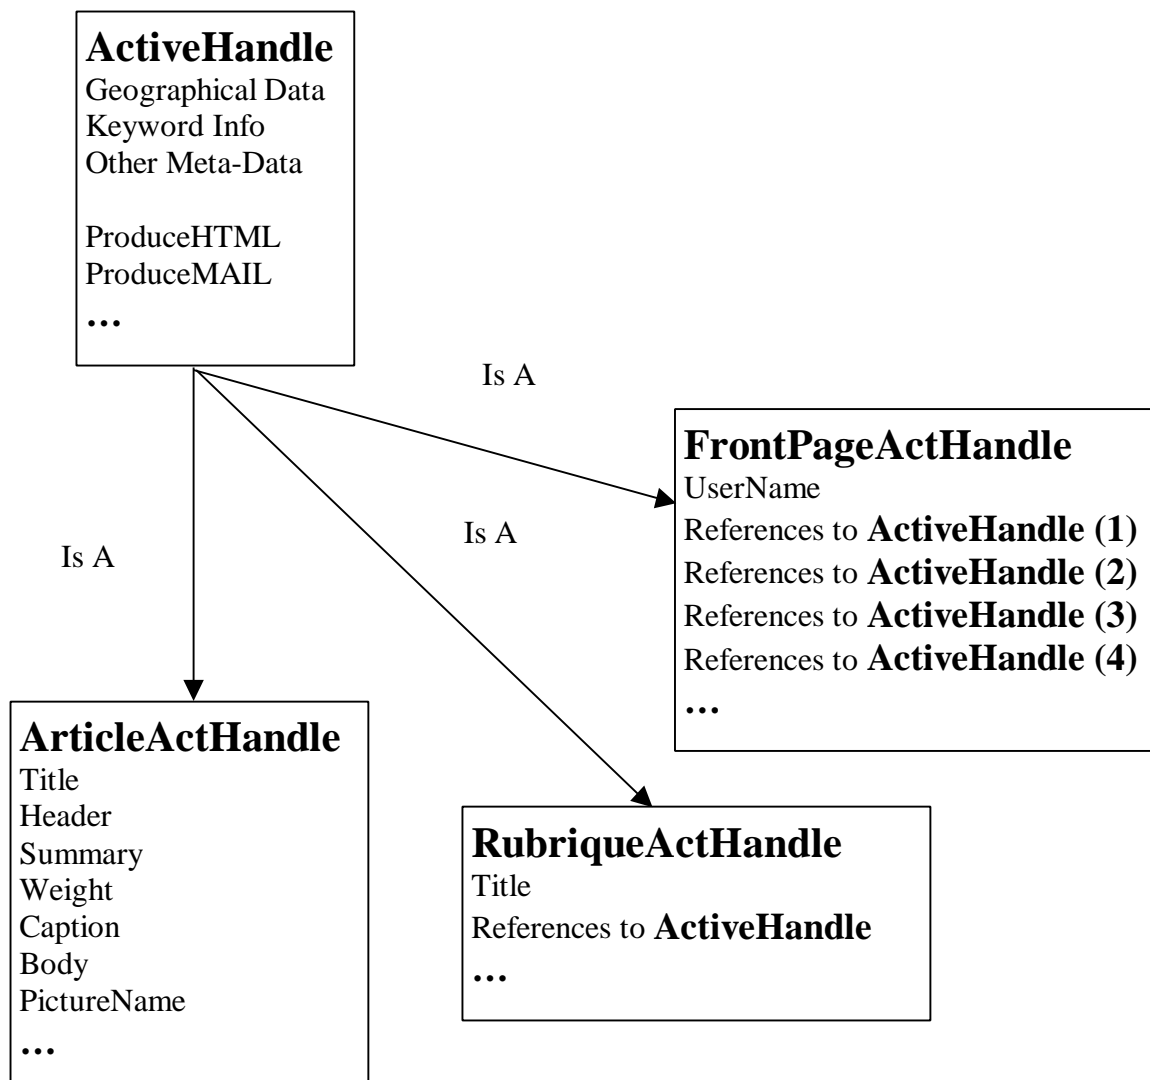 ActiveHandle
Geographical Data
Keyword Info
Other Meta-Data
ProduceHTML
ProduceMAIL
…
Is A
FrontPageActHandle
UserName
References to ActiveHandle (1)
References to ActiveHandle (2)
References to ActiveHandle (3)
References to ActiveHandle (4)
…
Is A
Is A
ArticleActHandle
Title
Header
Summary
Weight
Caption
Body
PictureName
…
RubriqueActHandle
Title
References to ActiveHandle
…